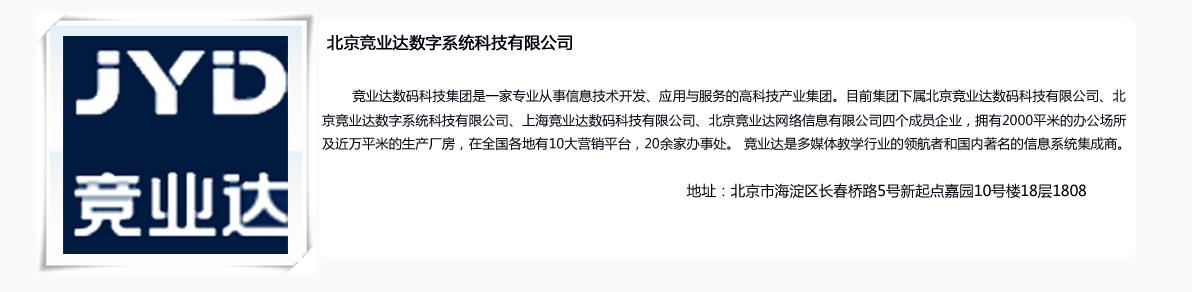 JYD
竞业达
北京竞业达数字系统科技有限公司
竞业达数码科技集团是一家专业从事信息技术开发、应用与服务的高科技产业集团。目前集团下属北京竞业达数码科技有限公司、北
京竞业达数字系统科技有限公司、上海竞业达数码科技有限公司、北京竞业达网络信息有限公司四个成员企业，拥有2000平米的办公场所
及近万平米的生产厂房，在全国各地有10大营销平台，20余家办事处。 竞业达是多媒体教学行业的领航者和国内著名的信息系统集成商。
地址：北京市海淀区长春桥路5号新起点嘉园10号楼18层1808